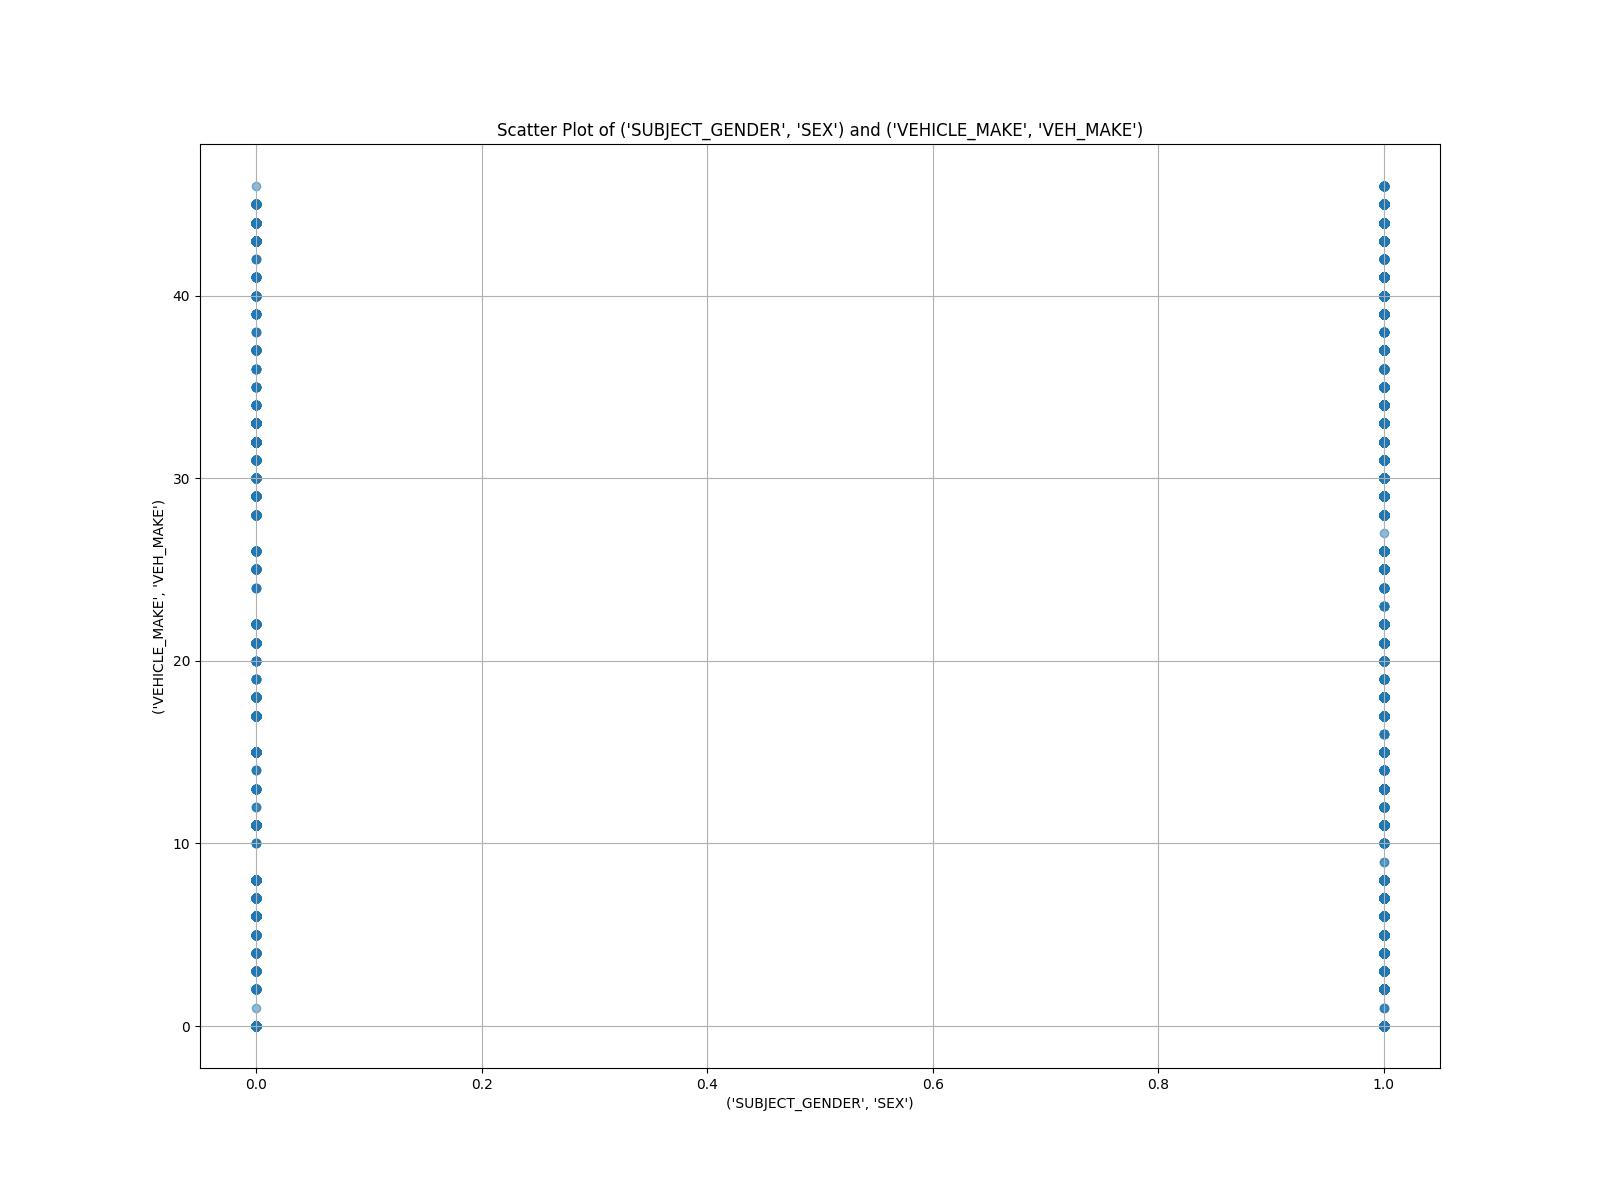 Scatter Plot of ('SUBJECT_GENDER', 'SEX') and ('VEHICLE_MAKE', 'VEH_MAKE')
('VEHICLE_MAKE', 'VEH_MAKE')
40
30
20
10
0
0.0 0.2 0.4 0.6 0.8 1.0
('SUBJECT_GENDER', 'SEX')